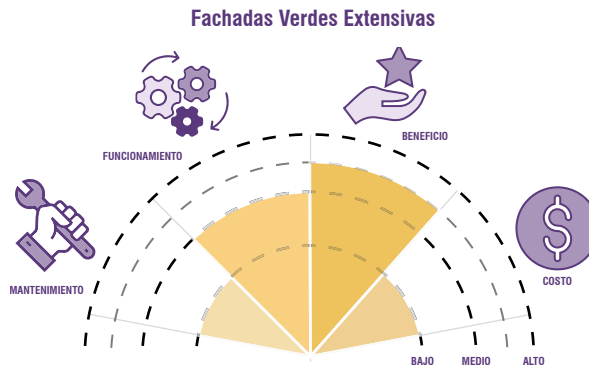 Fachadas Verdes Extensivas
BENEFICIO
FUNCIONAMIENTO
MANTENIMIENTO
COSTO
BAJO
MEDIO
ALTO